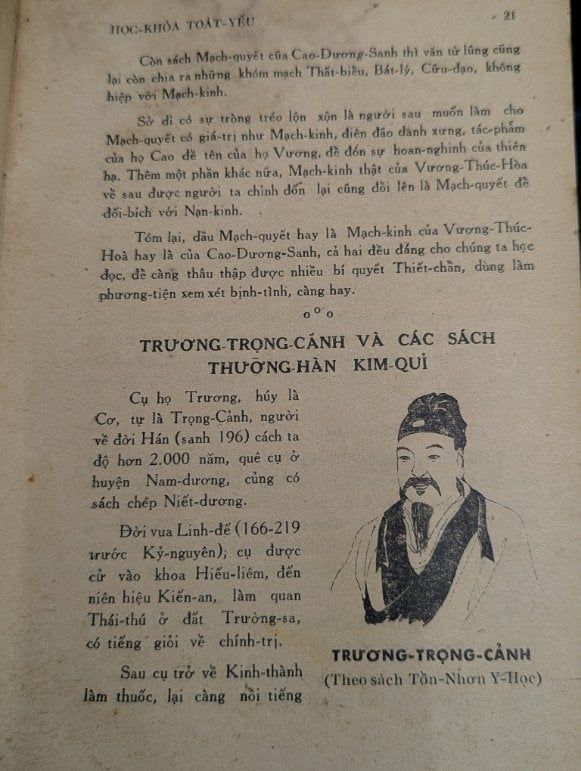 HỌC-KHÓA TOÁT-YẾU
21
Còn sách Mạch-quyết của Cao-Dương-Sanh thì văn từ lũng cũng
lại còn chia ra những khóm mạch Thất-biểu, Bát-lý, Cửu-đạo, không
hiệp với Mạch-kinh.
Sở dỉ có sự tròng tréo lộn xộn là người sau muốn làm cho
Mạch-quyết có giá-trị như Mạch-kinh, điên đảo dành xưng, tác-phẩm
của họ Cao đề tên của họ Vương, đề đón sự hoan-nghinh của thiên
hạ. Thêm một phần khác nữa, Mạch-kinh thật của Vương-Thúc-Hòa
về sau được người ta chỉnh đốn lại cũng dồi lên là Mạch-quyết đề
đối-bích với Nạn-kinh.
Tóm lại, dầu Mạch-quyết hay là Mạch-kinh của Vương-Thúc-
Hoà hay là của Cao-Dương-Sanh, cả hai đều đáng cho chúng ta học
đọc, đề càng thâu thập được nhiều bí quyết Thiết-chẩn, dùng làm
phương-tiện xem xét bịnh-tình, càng hay.
o o o
TRƯƠNG-TRỌNG-CẢNH VÀ CÁC SÁCH
THƯƠNG-HÀN KIM-QUỈ
Cụ họ Trương, húy là
Cơ, tự là Trọng-Cảnh, người
về đời Hán (sanh 196) cách ta
độ hơn 2.000 năm, quê cụ ở
huyện Nam-dương, củng có
sách chép Niết-dương.
Đời vua Linh-đế (166-219
trước Kỷ-nguyên); cụ được
cử vào khoa Hiếu-liêm, đến
niên hiệu Kiến-an, làm quan
Thái-thú ở đất Trường-sa,
có tiếng giỏi về chính-trị.
Sau cụ trở về Kinh-thành
làm thuốc, lại càng nồi tiếng
TRƯƠNG-TRỌNG-CẢNH
(Theo sách Tồn-Nhơn Y-Học)